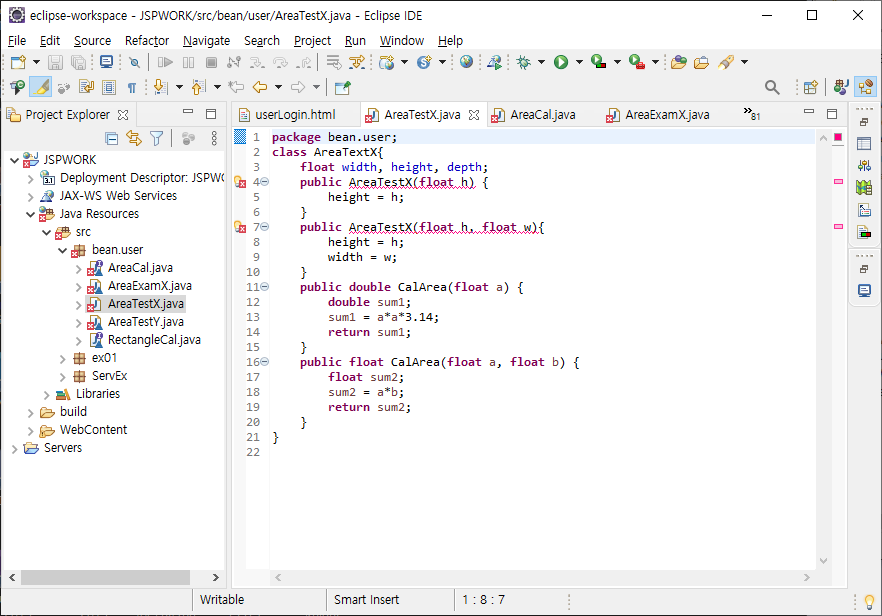 eclipse-workspace - JSPWORK/src/bean/user/AreaTestX.java - Eclipse IDE
File Edit Source Refactor Navigate Search Project Run Window Help
Project Explorer
userLogin.html AreaTestX.java AreaCal.java AreaExamX.java »81
JSPWORK
Deployment Descriptor: JSPWO
JAX-WS Web Services
Java Resources
src
bean.user
AreaCal.java
AreaExamX.java
AreaTestX.java
AreaTestY.java
RectangleCal.java
ex01
ServEx
Libraries
build
WebContent
Servers
1 package bean.user;
2 class AreaTextX{
3 float width, height, depth;
4 public AreaTestX(float h) {
5 height = h;
6 }
7 public AreaTestX(float h, float w){
8 height = h;
9 width = w;
10 }
11 public double CalArea(float a) {
12 double sum1;
13 sum1 = a*a*3.14;
14 return sum1;
15 }
16 public float CalArea(float a, float b) {
17 float sum2;
18 sum2 = a*b;
19 return sum2;
20 }
21 }
22
Writable Smart Insert 1 : 8 : 7